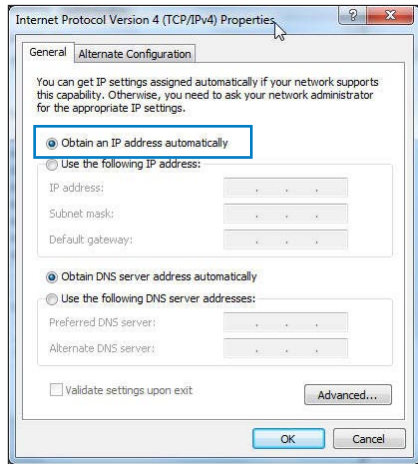 Internet Protocol Version 4 (TCP/IPv4) Properties
General
Alternate Configuration
You can get IP settings assigned automatically if your network supports
this capability. Otherwise, you need to ask your network administrator
for the appropriate IP settings.
Obtain an IP address automatically
Use the following IP address:
IP address:
Subnet mask:
Default gateway:
Obtain DNS server address automatically
Use the following DNS server addresses:
Preferred DNS server:
Alternate DNS server:
Validate settings upon exit
Advanced...
OK
Cancel